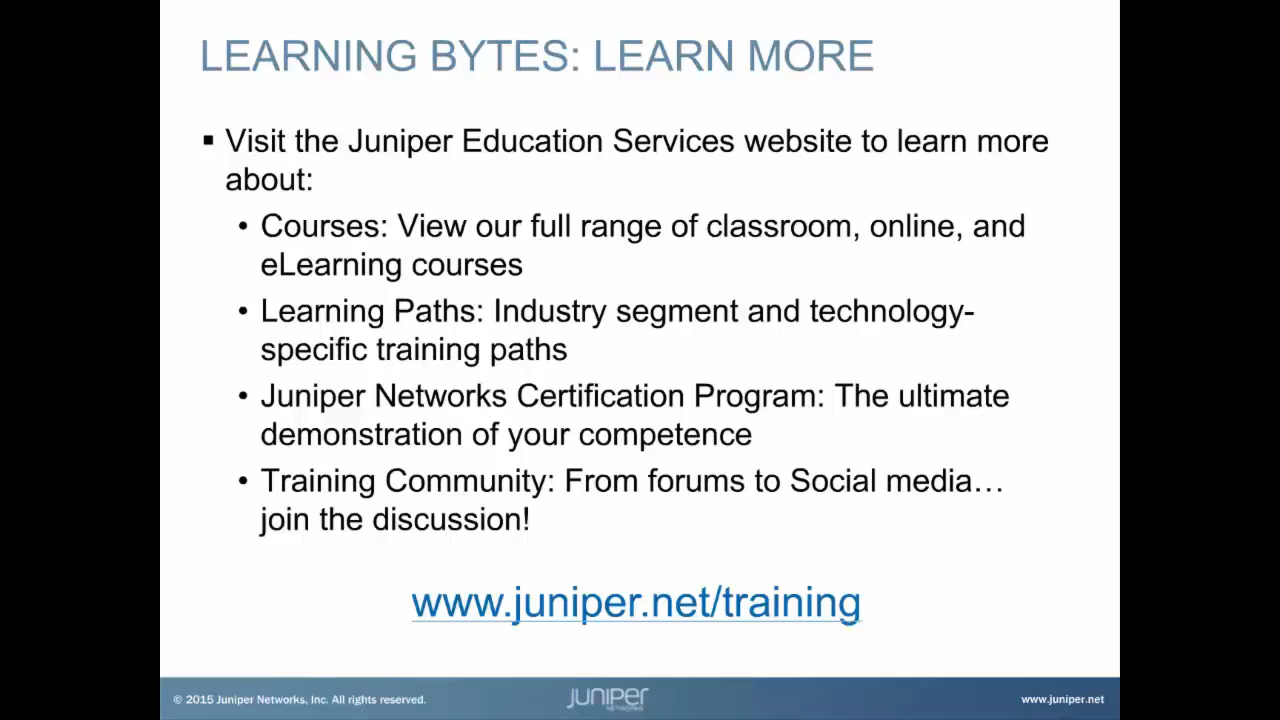 LEARNING BYTES: LEARN MORE
▪ Visit the Juniper Education Services website to learn more
about:
• Courses: View our full range of classroom, online, and
eLearning courses
• Learning Paths: Industry segment and technology-
specific training paths
• Juniper Networks Certification Program: The ultimate
demonstration of your competence
• Training Community: From forums to Social media…
join the discussion!
www.juniper.net/training
© 2015 Juniper Networks, Inc. All rights reserved.
JUNIPER
NETWORKS
www.juniper.net